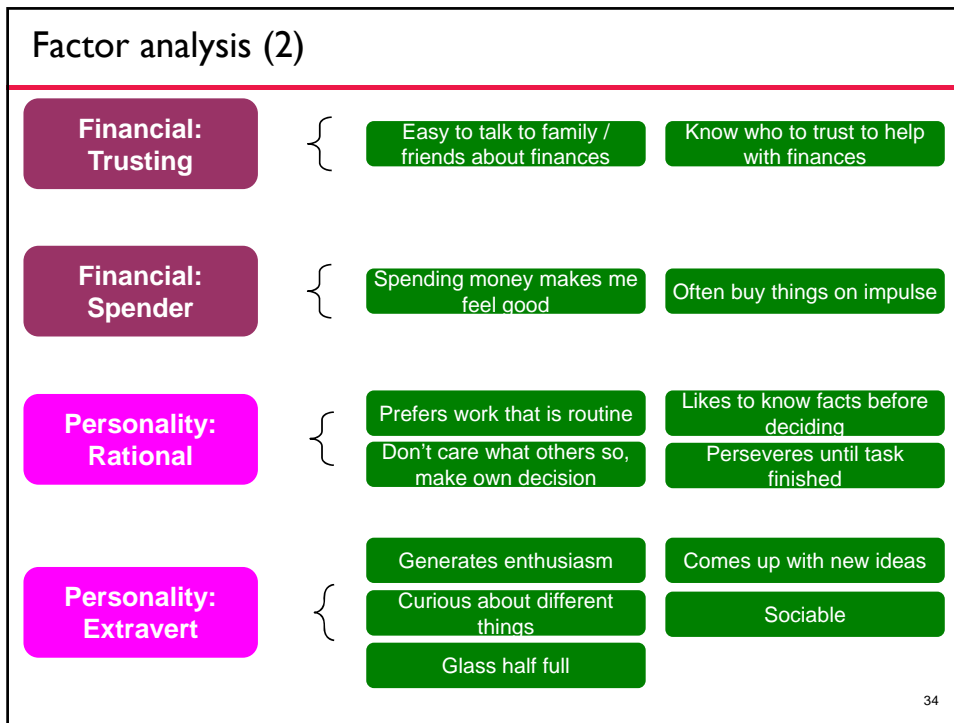 Factor analysis (2)
Financial:
Trusting
Easy to talk to family /
friends about finances
Know who to trust to help
with finances
Financial:
Spender
Spending money makes me
feel good
Often buy things on impulse
Personality:
Rational
Prefers work that is routine
Likes to know facts before
deciding
Don't care what others so,
make own decision
Perseveres until task
finished
Personality:
Extravert
Generates enthusiasm
Comes up with new ideas
Curious about different
things
Sociable
Glass half full
34